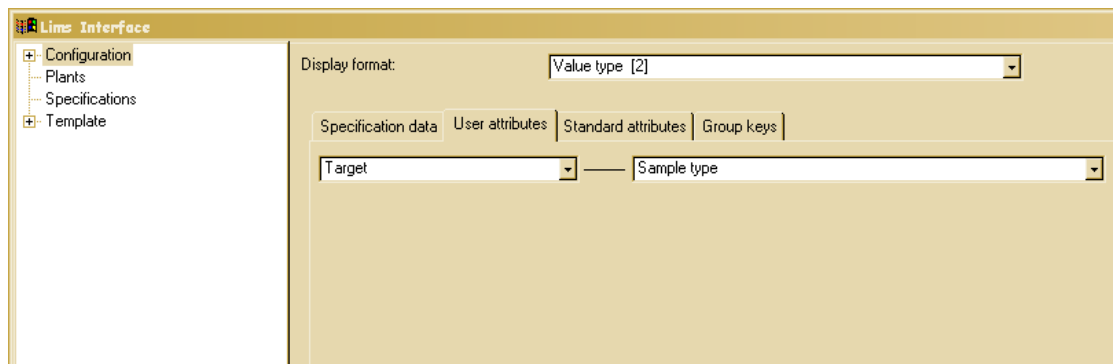 Lims Interface
Configuration
Plants
Specifications
Template
Display format: Value type [2]
Specification data User attributes Standard attributes Group keys
Target Sample type